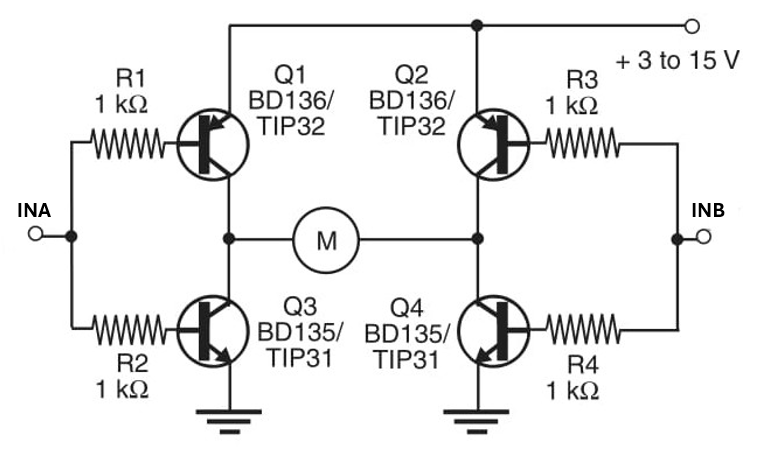 + 3 to 15 V
R1
1 kΩ
Q1
BD136/
TIP32
Q2
BD136/
TIP32
R3
1 kΩ
INA
M
INB
R2
1 kΩ
Q3
BD135/
TIP31
Q4
BD135/
TIP31
R4
1 kΩ